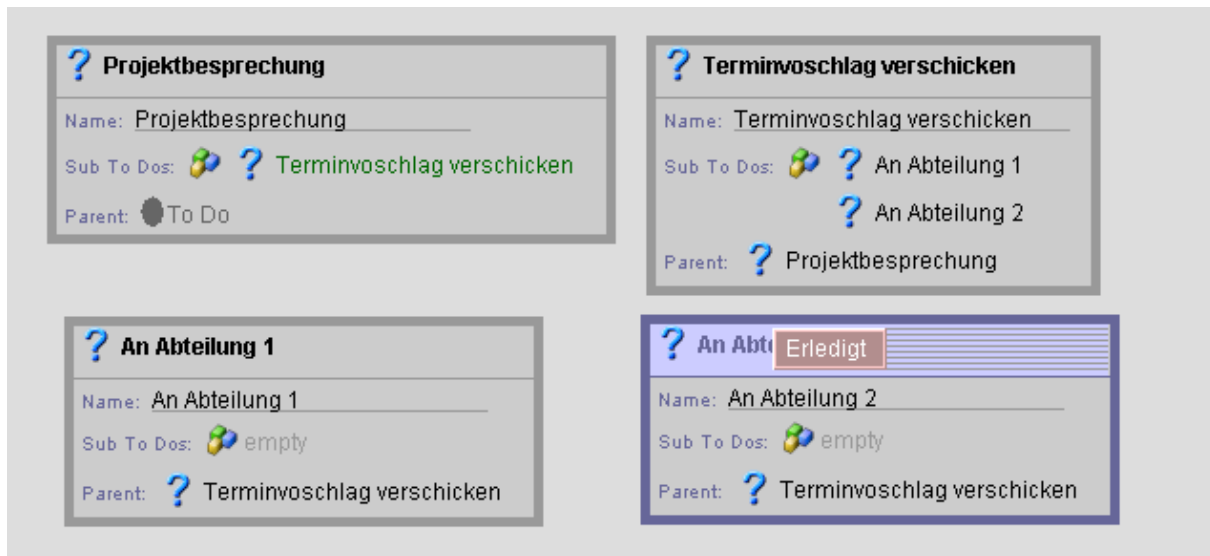 Projektbesprechung
Name: Projektbesprechung
Sub To Dos: Terminvoschlag verschicken
Parent: To Do
Terminvoschlag verschicken
Name: Terminvoschlag verschicken
Sub To Dos: An Abteilung 1
An Abteilung 2
Parent: Projektbesprechung
An Abteilung 1
Name: An Abteilung 1
Sub To Dos: empty
Parent: Terminvoschlag verschicken
An Abte Erledigt
Name: An Abteilung 2
Sub To Dos: empty
Parent: Terminvoschlag verschicken